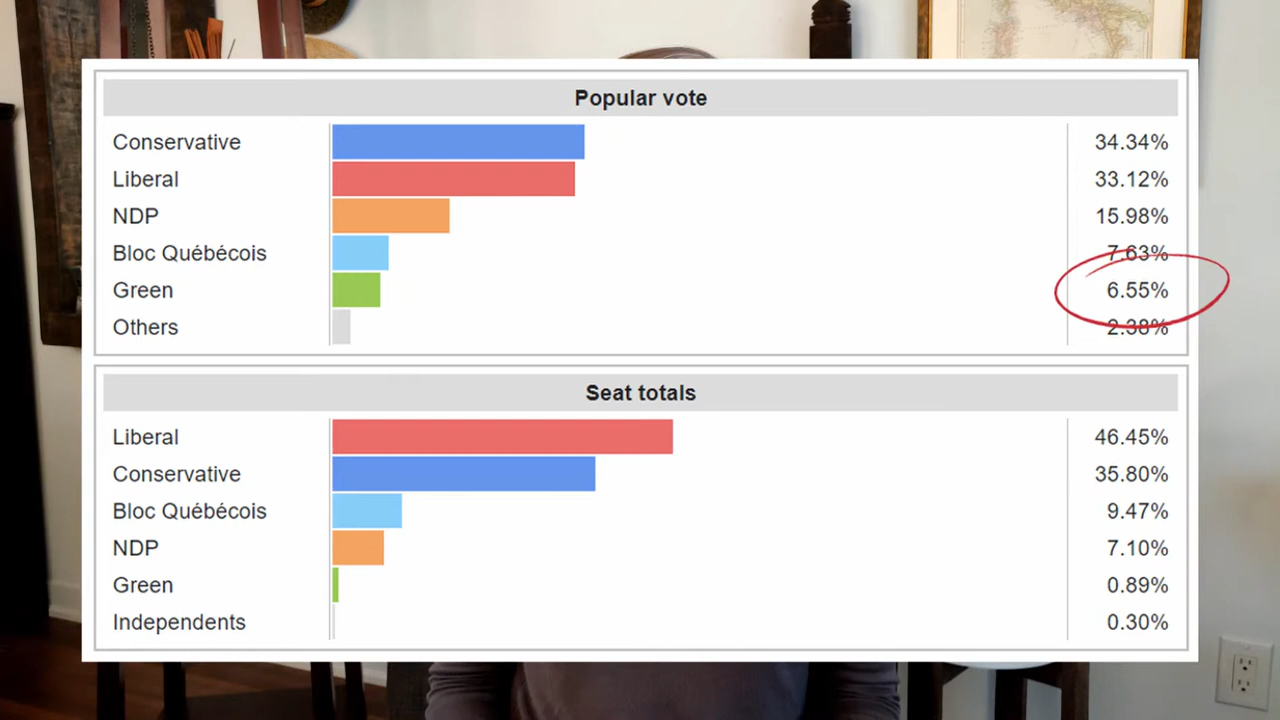 Popular vote
Conservative 34.34%
Liberal 33.12%
NDP 15.98%
Bloc Québécois 7.63%
Green 6.55%
Others 2.38%
Seat totals
Liberal 46.45%
Conservative 35.80%
Bloc Québécois 9.47%
NDP 7.10%
Green 0.89%
Independents 0.30%